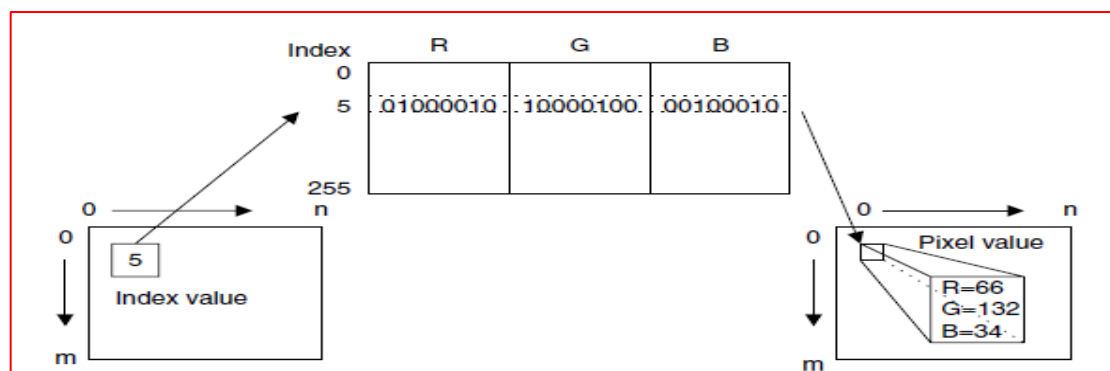 Index R G B
0
5 01000010 10000100 00100010
255
0 n
0
5
Index value
m
0 n
0 Pixel value
R=66
G=132
B=34
m